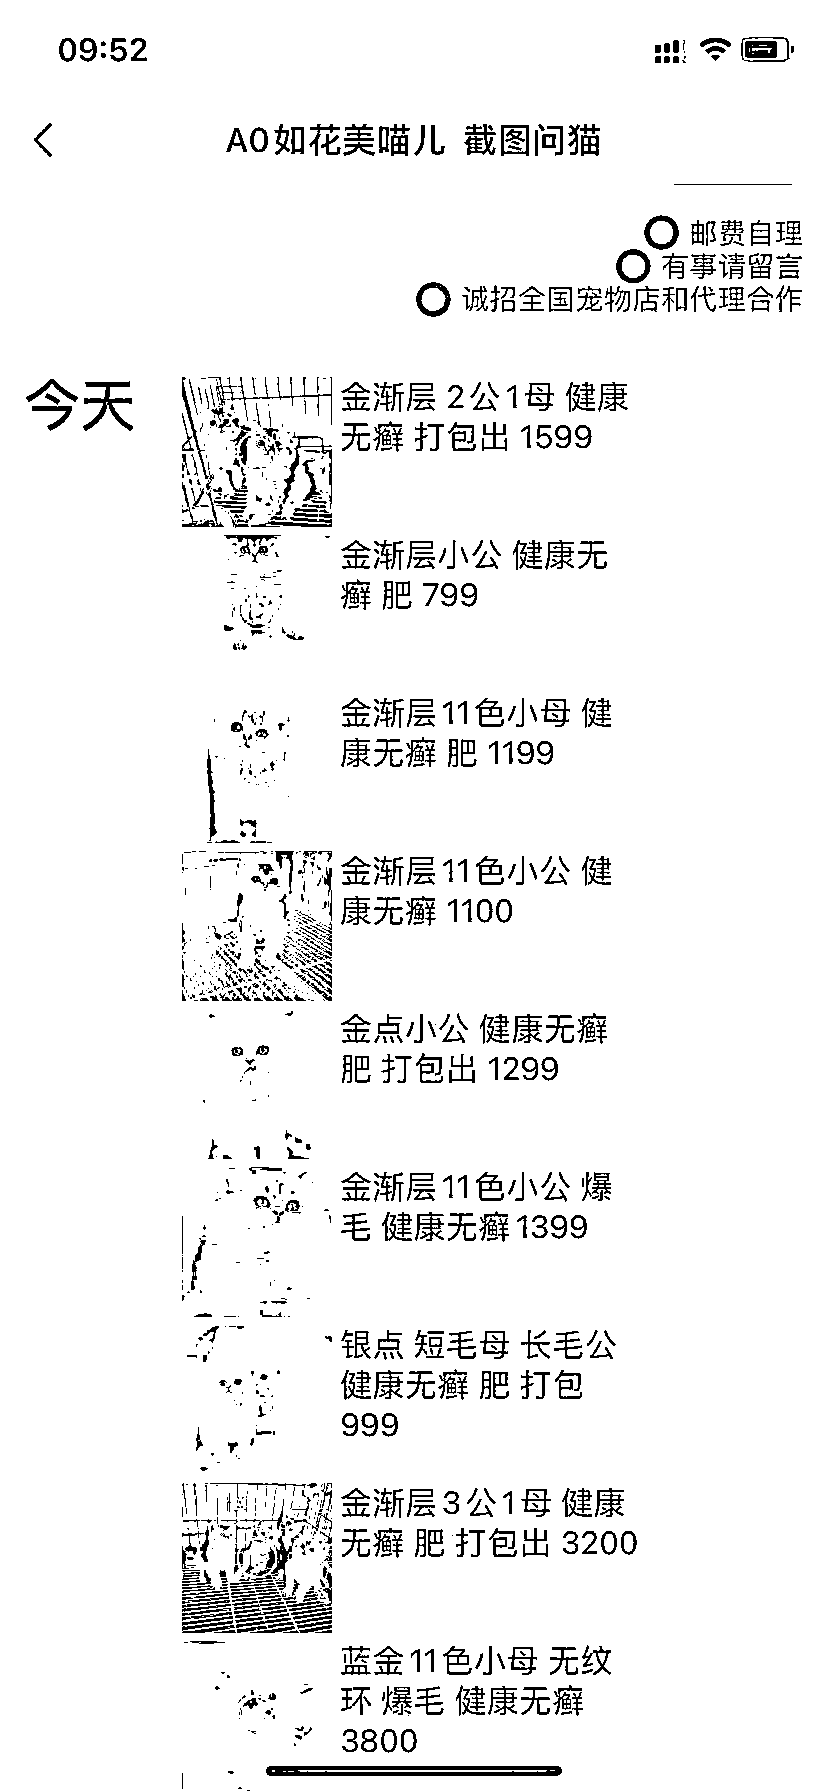 09:52
A0如花美喵儿 截图问猫
邮费自理
有事请留言
诚招全国宠物店和代理合作
今天
金渐层 2公1母 健康
无癣 打包出 1599
金渐层小公 健康无
癣 肥 799
金渐层11色小母 健
康无癣 肥 1199
金渐层11色小公 健
康无癣 1100
金点小公 健康无癣
肥 打包出 1299
金渐层11色小公 爆
毛 健康无癣1399
银点 短毛母 长毛公
健康无癣 肥 打包
999
金渐层3公1母 健康
无癣 肥 打包出 3200
蓝金11色小母 无纹
环 爆毛 健康无癣
3800